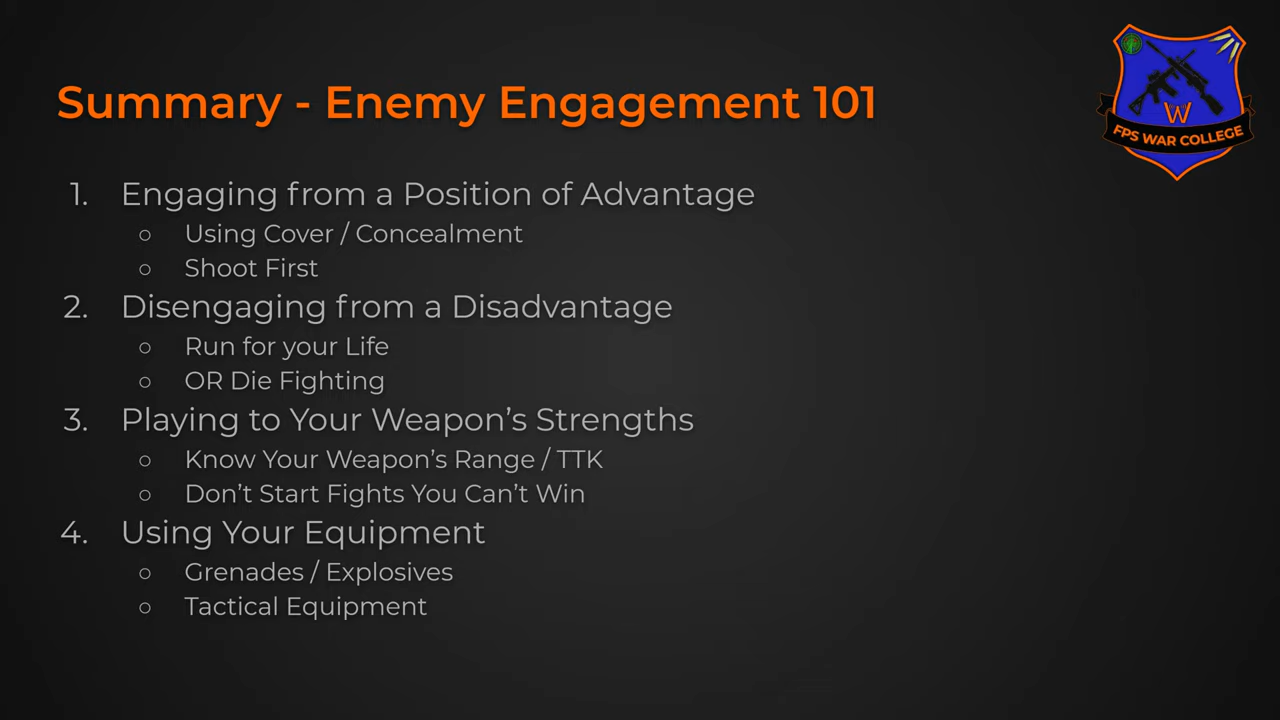 Summary - Enemy Engagement 101
W
FPS WAR COLLEGE
1. Engaging from a Position of Advantage
○ Using Cover / Concealment
○ Shoot First
2. Disengaging from a Disadvantage
○ Run for your Life
○ OR Die Fighting
3. Playing to Your Weapon’s Strengths
○ Know Your Weapon’s Range / TTK
○ Don’t Start Fights You Can’t Win
4. Using Your Equipment
○ Grenades / Explosives
○ Tactical Equipment